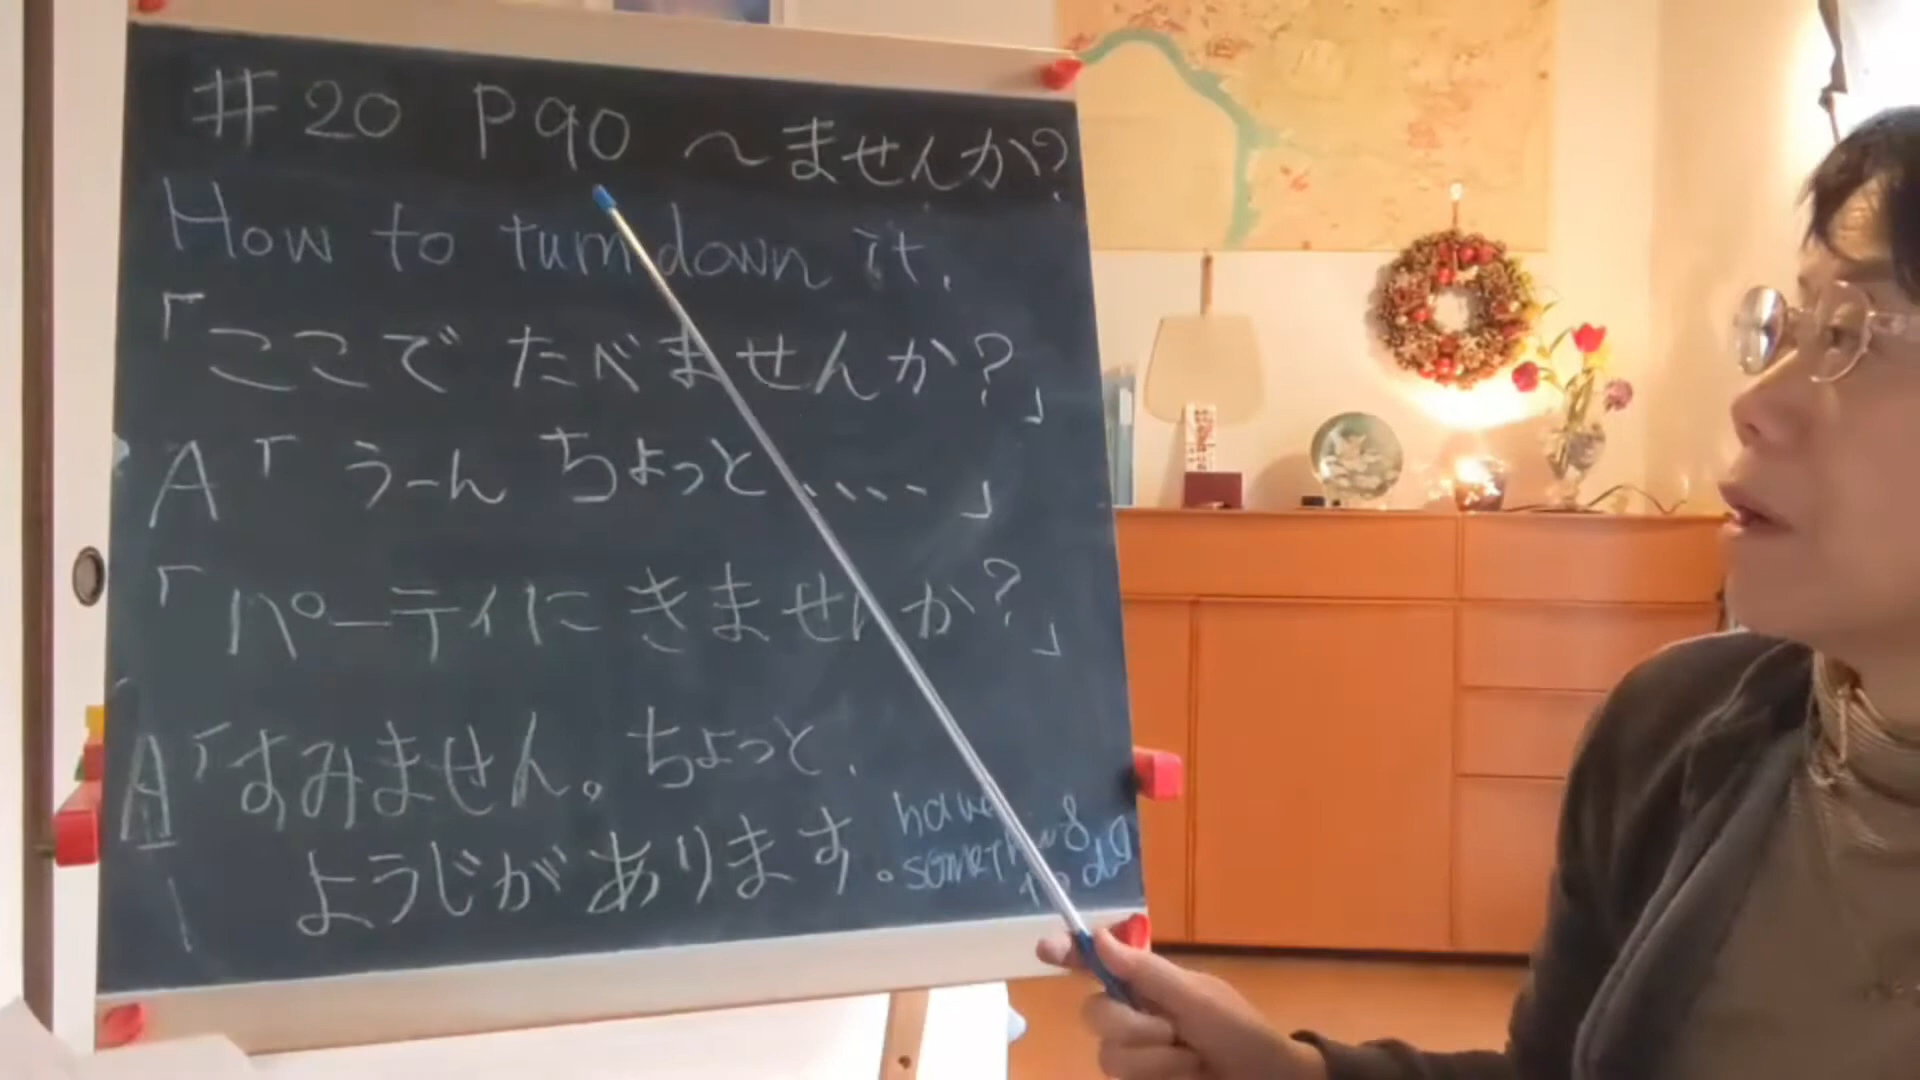 #20 P90 ～ませんか?
How to turn down it.
「ここで たべませんか?」
A「うーん ちょっと、、、、」
「パーティに きませんか?」
A「すみません。ちょっと、
ようじが あります。
have
something
to do